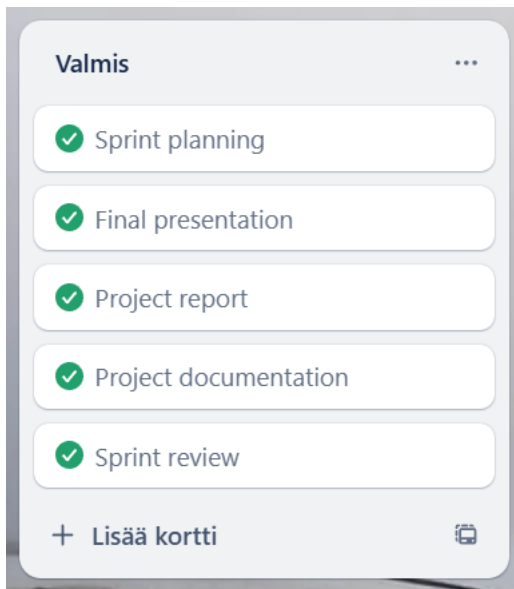 Valmis
Sprint planning
Final presentation
Project report
Project documentation
Sprint review
+ Lisää kortti